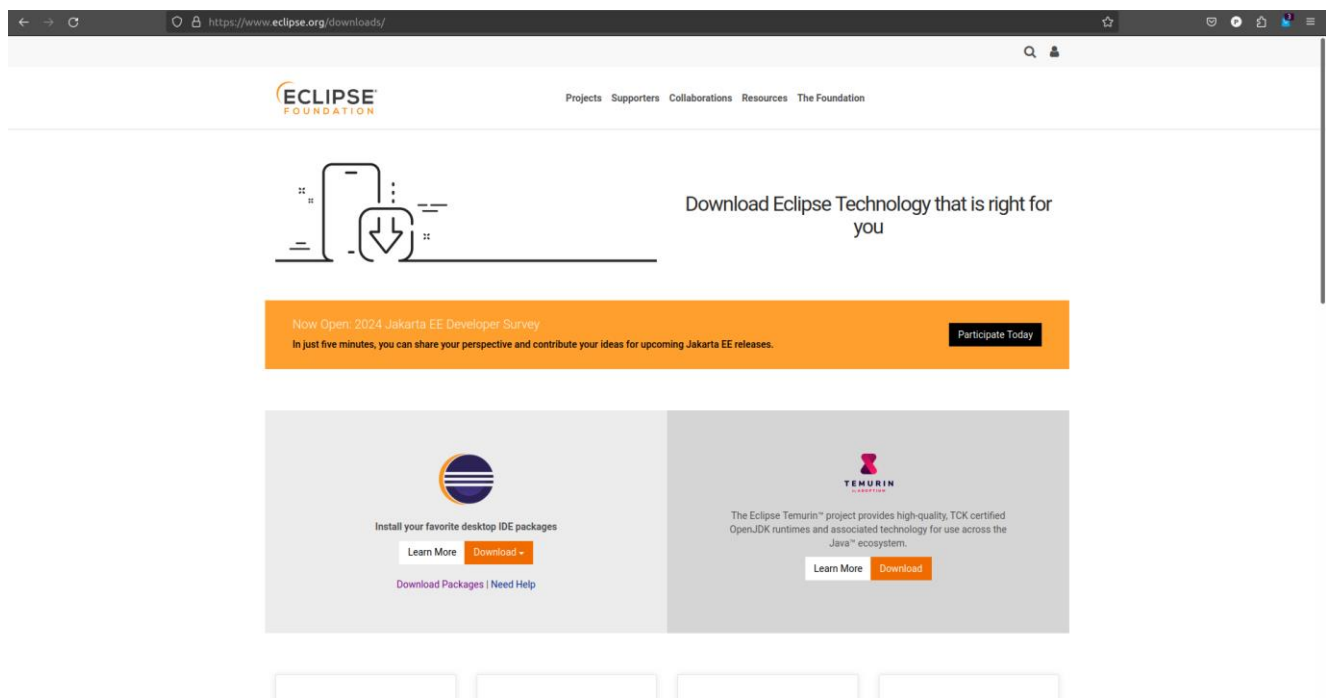 https://www.eclipse.org/downloads/
ECLIPSE
FOUNDATION
Projects Supporters Collaborations Resources The Foundation
Download Eclipse Technology that is right for
you
Now Open: 2024 Jakarta EE Developer Survey
In just five minutes, you can share your perspective and contribute your ideas for upcoming Jakarta EE releases.
Participate Today
Install your favorite desktop IDE packages
Learn More Download
Download Packages | Need Help
TEMURIN
The Eclipse Temurin™ project provides high-quality, TCK certified
OpenJDK runtimes and associated technology for use across the
Java™ ecosystem.
Learn More Download